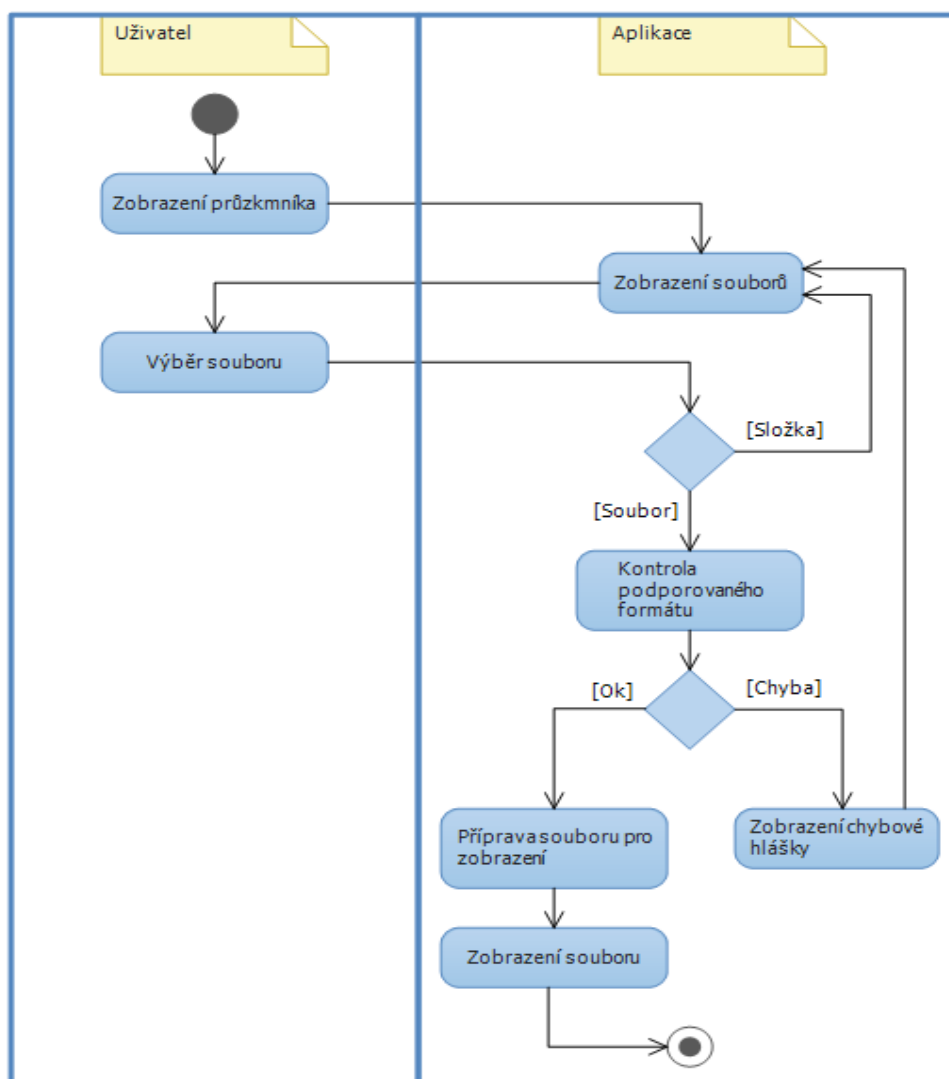 Uživatel
Aplikace
Zobrazení průzkmníka
Zobrazení souborů
Výběr souboru
[Složka]
[Soubor]
Kontrola
podporovaného
formátu
[Ok]
[Chyba]
Příprava souboru pro
zobrazení
Zobrazení chybové
hlášky
Zobrazení souboru